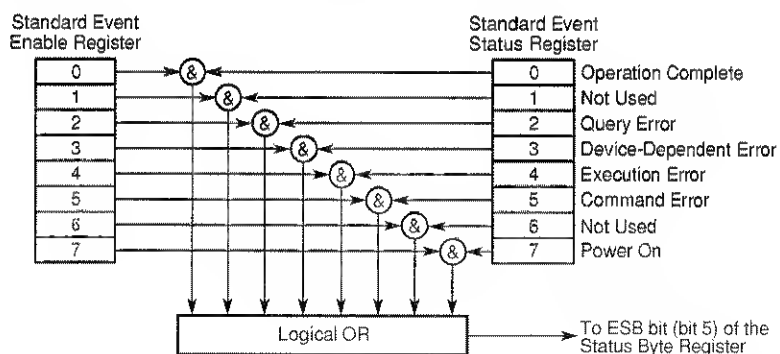 Standard Event
Enable Register
Standard Event
Status Register
0 & 0 Operation Complete
1 & 1 Not Used
2 & 2 Query Error
3 & 3 Device-Dependent Error
4 & 4 Execution Error
5 & 5 Command Error
6 & 6 Not Used
7 & 7 Power On
Logical OR
To ESB bit (bit 5) of the
Status Byte Register